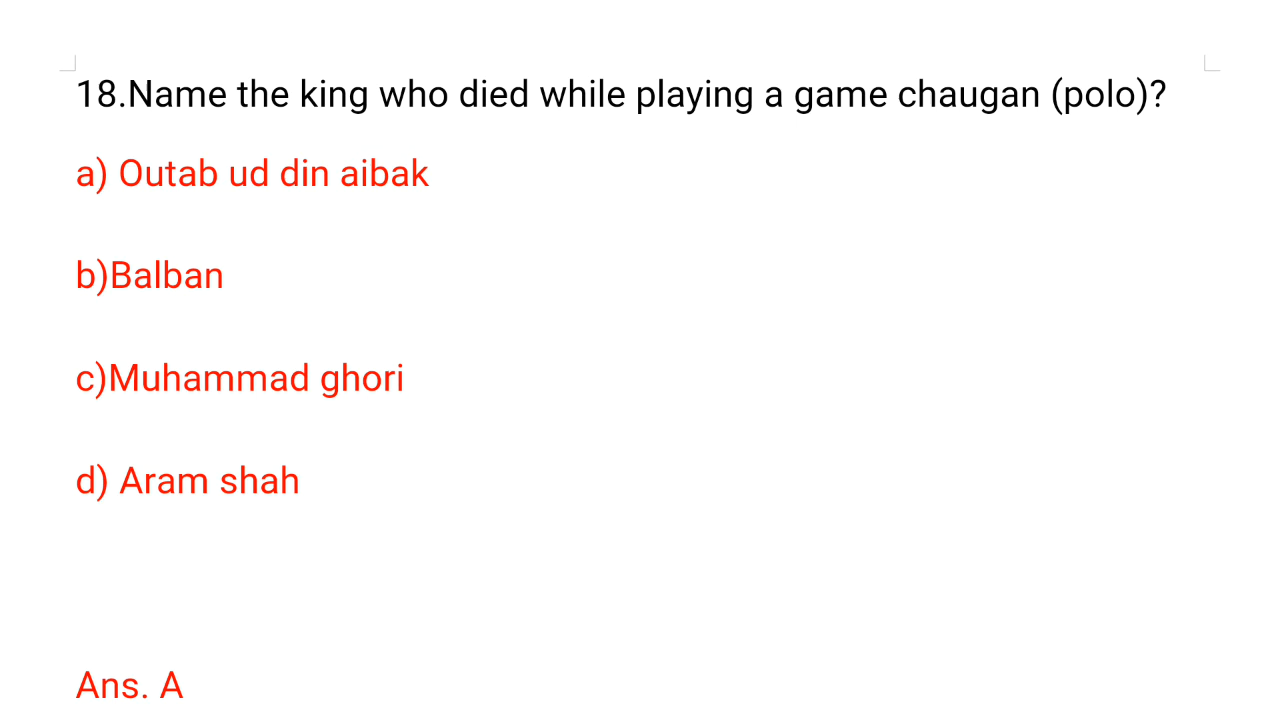 18.Name the king who died while playing a game chaugan (polo)?
a) Outab ud din aibak
b)Balban
c)Muhammad ghori
d) Aram shah
Ans. A